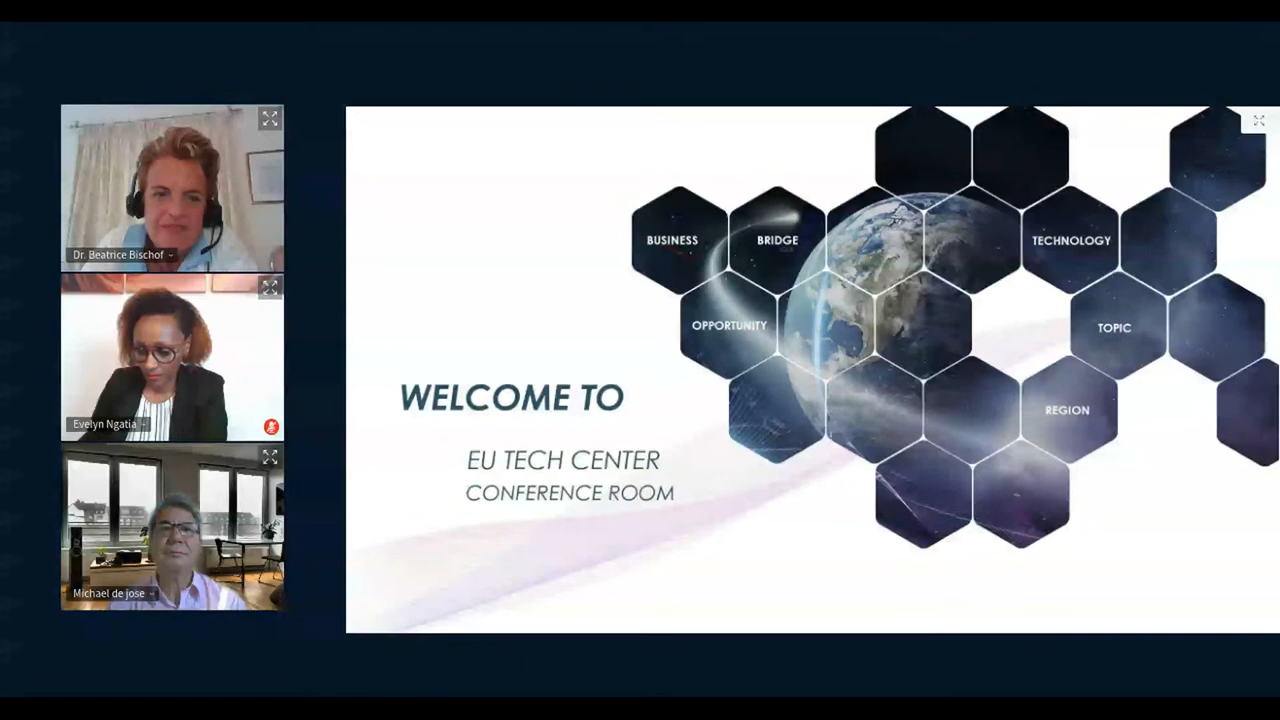 Dr. Beatrice Bischof
Evelyn Ngatia
Michael de jose
BUSINESS
BRIDGE
TECHNOLOGY
OPPORTUNITY
TOPIC
REGION
WELCOME TO
EU TECH CENTER
CONFERENCE ROOM